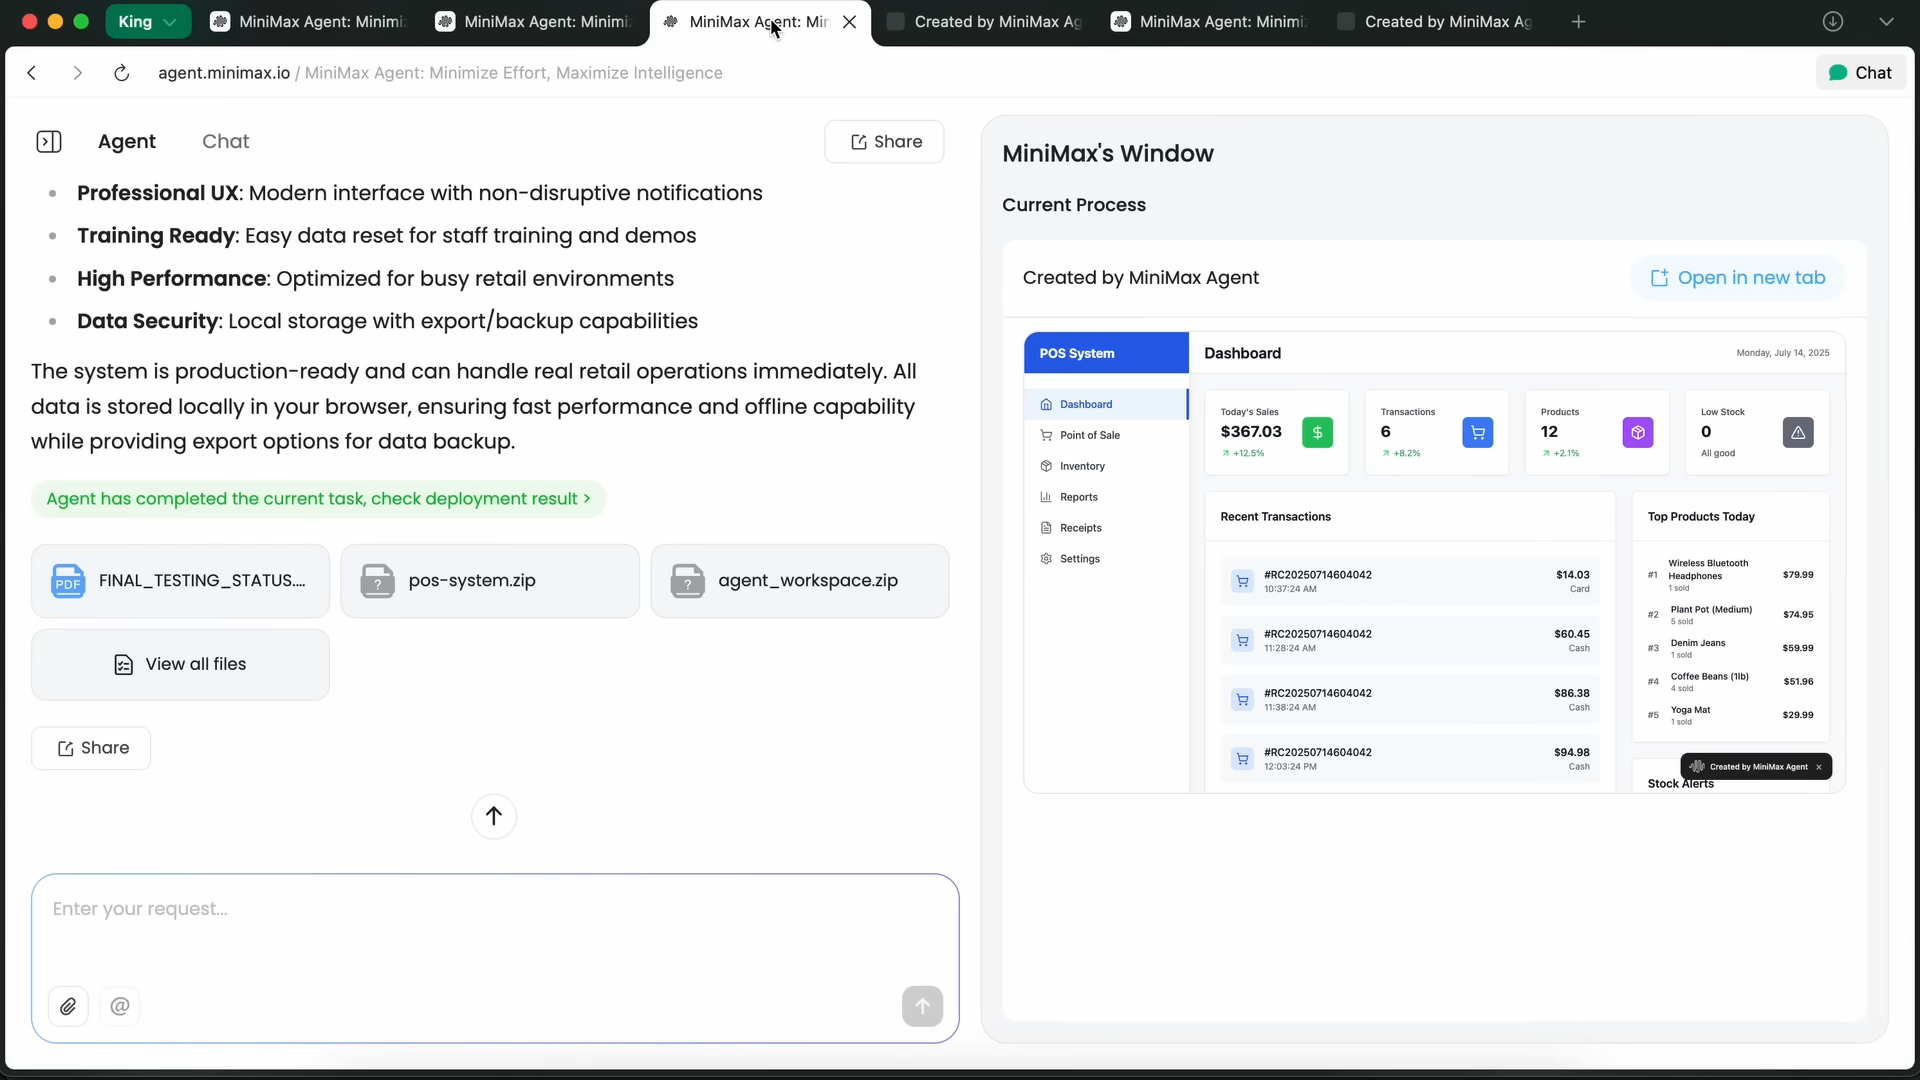 King
MiniMax Agent: Minimi
MiniMax Agent: Minimi
MiniMax Agent: Min
Created by MiniMax Ag
MiniMax Agent: Minimi
Created by MiniMax Ag
agent.minimax.io / MiniMax Agent: Minimize Effort, Maximize Intelligence
Chat
Agent
Chat
Share
• Professional UX: Modern interface with non-disruptive notifications
• Training Ready: Easy data reset for staff training and demos
• High Performance: Optimized for busy retail environments
• Data Security: Local storage with export/backup capabilities
The system is production-ready and can handle real retail operations immediately. All
data is stored locally in your browser, ensuring fast performance and offline capability
while providing export options for data backup.
Agent has completed the current task, check deployment result >
PDF
FINAL_TESTING_STATUS....
?
pos-system.zip
?
agent_workspace.zip
View all files
Share
Enter your request...
@
MiniMax's Window
Current Process
Created by MiniMax Agent
Open in new tab
POS System
Dashboard
Monday, July 14, 2025
Dashboard
Point of Sale
Inventory
Reports
Receipts
Settings
Today's Sales
$367.03
+12.5%
$
Transactions
6
+8.2%
Products
12
+2.1%
Low Stock
0
All good
Recent Transactions
#RC20250714604042
$14.03
10:37:24 AM
Card
#RC20250714604042
$60.45
11:28:24 AM
Cash
#RC20250714604042
$86.38
11:38:24 AM
Cash
#RC20250714604042
$94.98
12:03:24 PM
Cash
Top Products Today
#1
Wireless Bluetooth
Headphones
1 sold
$79.99
#2
Plant Pot (Medium)
5 sold
$74.95
#3
Denim Jeans
1 sold
$59.99
#4
Coffee Beans (1lb)
4 sold
$51.96
#5
Yoga Mat
1 sold
$29.99
Created by MiniMax Agent ×
Stock Alerts